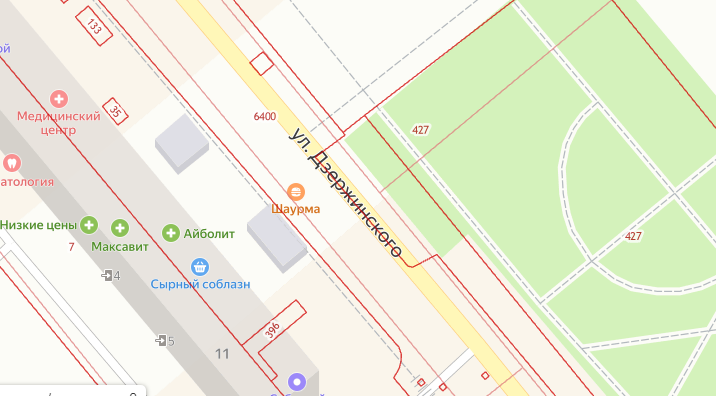 133
ой
35
Медицинский
центр
6400
427
ул. Дзержинского
атология
Шаурма
Низкие цены
Максавит
Айболит
427
7
4
Сырный соблазн
396
5
11